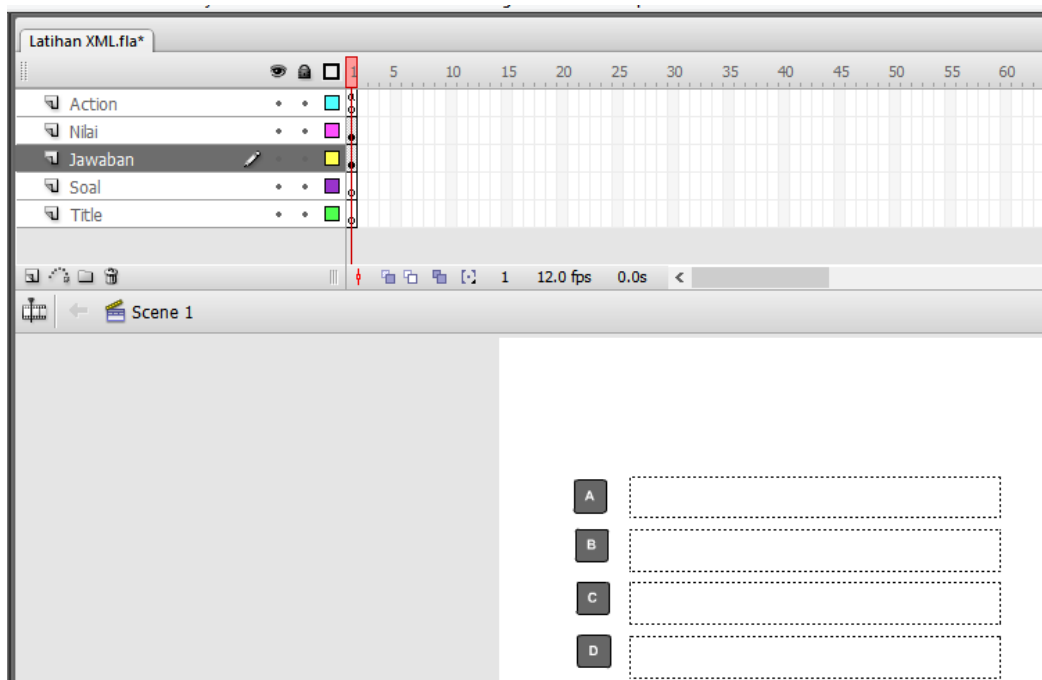 Latihan XML.fla*
1 5 10 15 20 25 30 35 40 45 50 55 60
Action
Nilai
Jawaban
Soal
Title
1 12.0 fps 0.0s
Scene 1
A
B
C
D